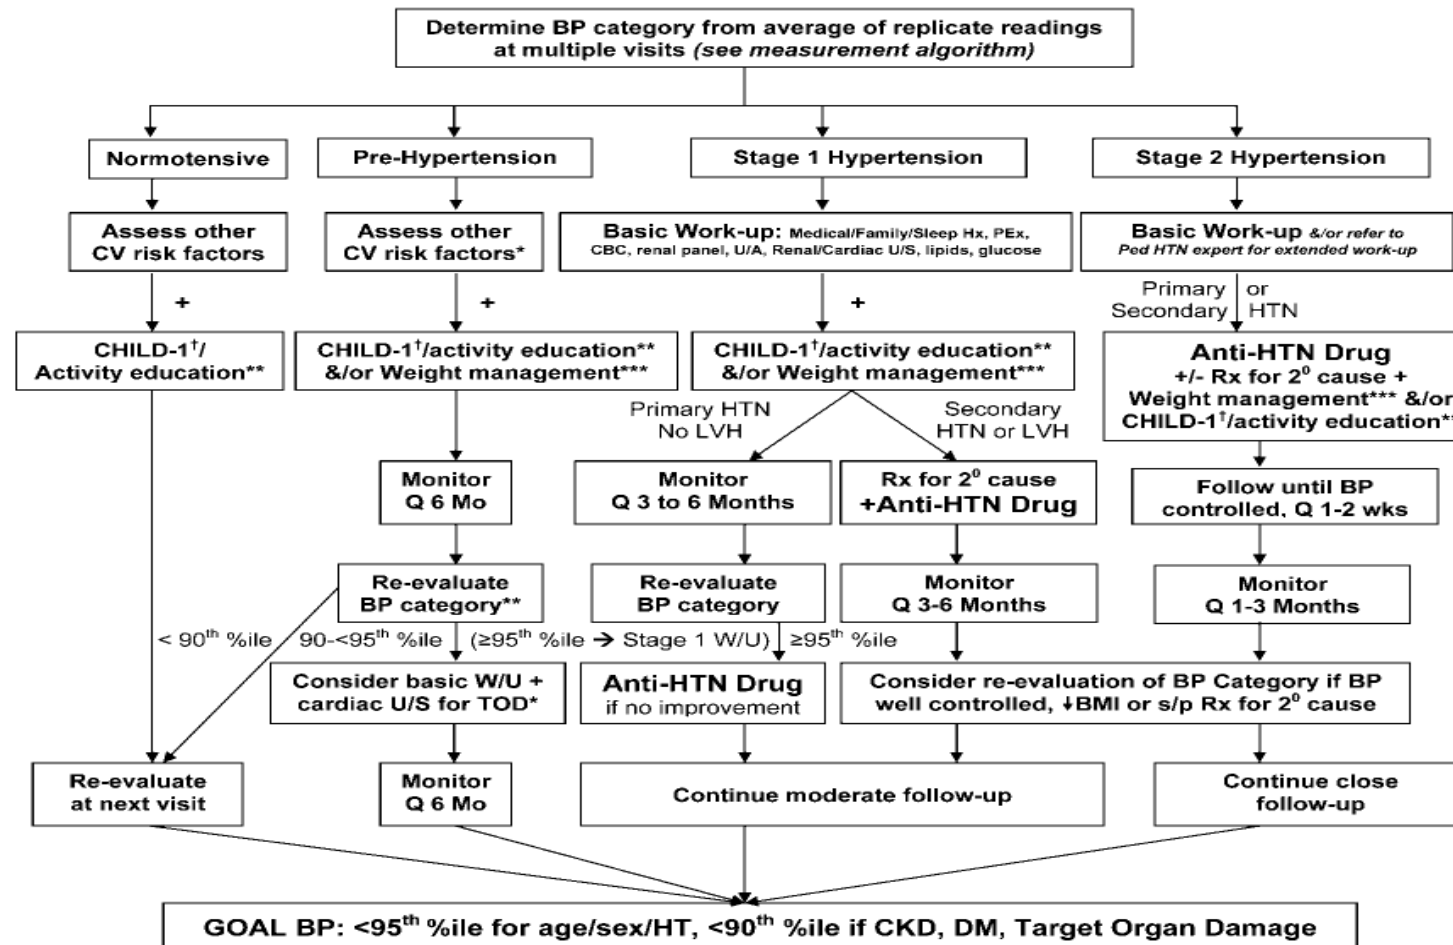 Determine BP category from average of replicate readings
at multiple visits (see measurement algorithm)
Normotensive
Pre-Hypertension
Stage 1 Hypertension
Stage 2 Hypertension
Assess other
CV risk factors
Assess other
CV risk factors*
Basic Work-up: Medical/Family/Sleep Hx, PEx,
CBC, renal panel, U/A, Renal/Cardiac U/S, lipids, glucose
Basic Work-up &/or refer to
Ped HTN expert for extended work-up
+
+
+
Primary or
Secondary HTN
CHILD-1†/
Activity education**
CHILD-1†/activity education**
&/or Weight management***
CHILD-1†/activity education**
&/or Weight management***
Anti-HTN Drug
+/- Rx for 2⁰ cause +
Weight management*** &/or
CHILD-1†/activity education**
Primary HTN
No LVH
Secondary
HTN or LVH
Monitor
Q 6 Mo
Monitor
Q 3 to 6 Months
Rx for 2⁰ cause
+Anti-HTN Drug
Follow until BP
controlled, Q 1-2 wks
Re-evaluate
BP category**
Re-evaluate
BP category
Monitor
Q 3-6 Months
Monitor
Q 1-3 Months
< 90th %ile
90-<95th %ile
(≥95th %ile → Stage 1 W/U)
≥95th %ile
Consider basic W/U +
cardiac U/S for TOD*
Anti-HTN Drug
if no improvement
Consider re-evaluation of BP Category if BP
well controlled, ↓BMI or s/p Rx for 2⁰ cause
Re-evaluate
at next visit
Monitor
Q 6 Mo
Continue moderate follow-up
Continue close
follow-up
GOAL BP: <95th %ile for age/sex/HT, <90th %ile if CKD, DM, Target Organ Damage